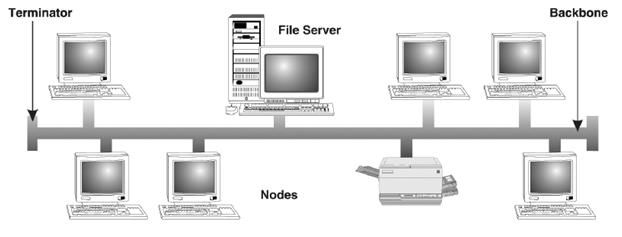 Terminator
Backbone
File Server
Nodes